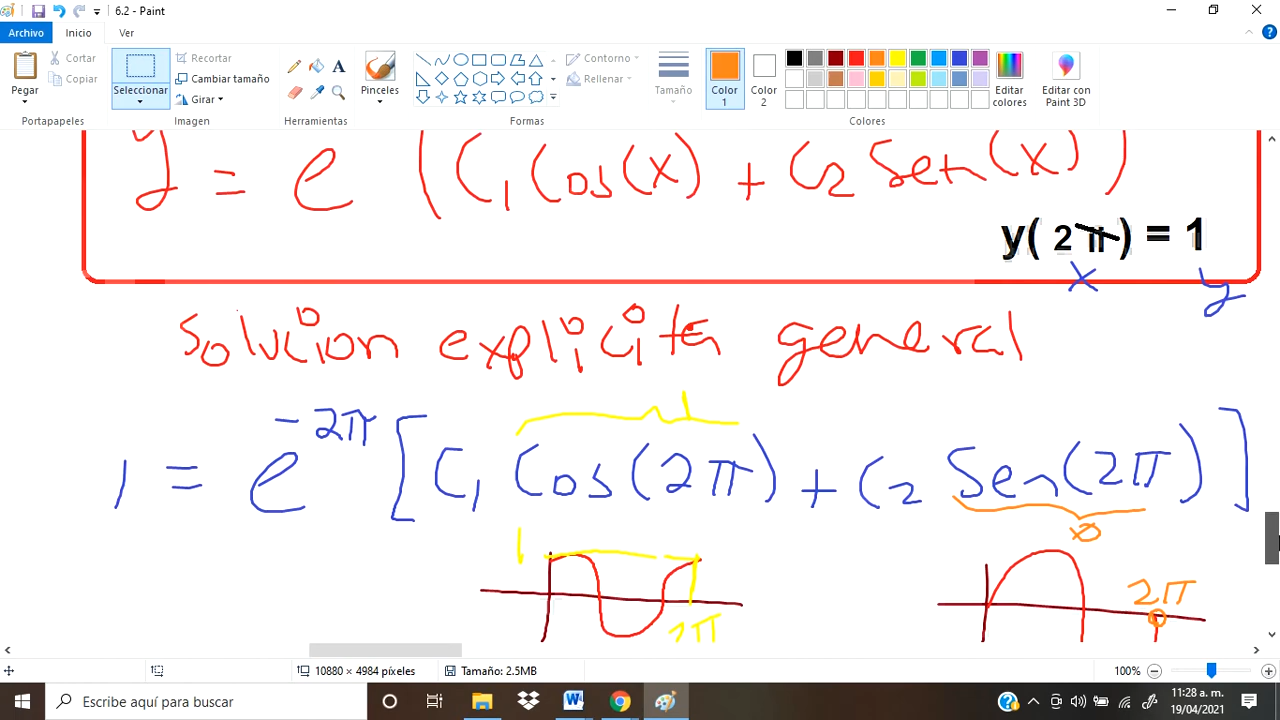 6.2 - Paint
Archivo Inicio Ver
Pegar
Cortar
Copiar
Portapapeles
Seleccionar
Recortar
Cambiar tamaño
Girar
Imagen
A
Herramientas
Pinceles
Contorno
Rellenar
Formas
Tamaño
Color 1
Color 2
Editar colores
Editar con Paint 3D
Colores
y = e (C1 Cos(x) + C2 Sen(x))
y( 2π ) = 1
x y
Solución explícita general
1
1 = e^-2π [C1 Cos(2π) + C2 Sen(2π)]
0
1
2π
2π
10880 × 4984 píxeles Tamaño: 2.5MB 100%
Escribe aquí para buscar
11:28 a. m.
19/04/2021